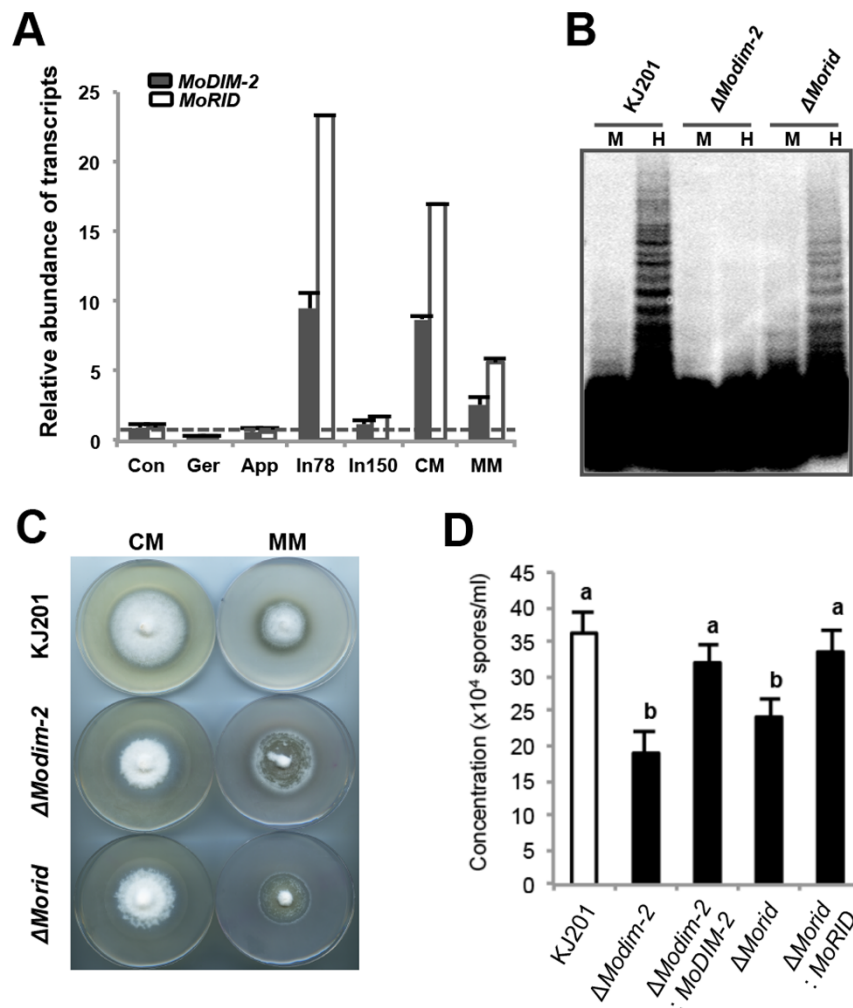 A
MoDIM-2
MoRID
Relative abundance of transcripts
25
20
15
10
5
0
Con Ger App In78 In150 CM MM
B
KJ201 ΔModim-2 ΔMorid
M H M H M H
C
CM MM
KJ201
ΔModim-2
ΔMorid
D
Concentration (x10⁴ spores/ml)
45
40
35
30
25
20
15
10
5
0
a
b
a
b
a
KJ201
ΔModim-2
ΔModim-2
: MoDIM-2
ΔMorid
ΔMorid
: MoRID